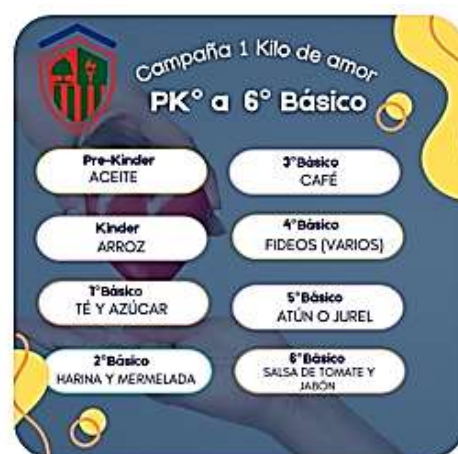 Campaña 1 Kilo de amor
PK° a 6° Básico
Pre-Kinder
ACEITE
Kinder
ARROZ
1°Básico
TÉ Y AZÚCAR
2°Básico
HARINA Y MERMELADA
3°Básico
CAFÉ
4°Básico
FIDEOS (VARIOS)
5°Básico
ATÚN O JUREL
6°Básico
SALSA DE TOMATE Y
JABÓN